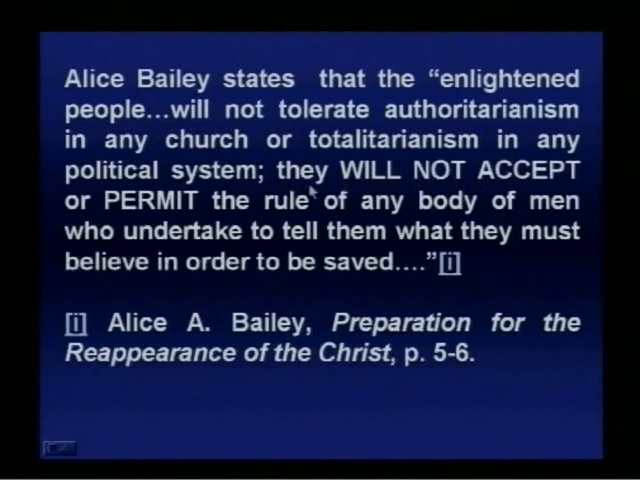 Alice Bailey states that the “enlightened
people…will not tolerate authoritarianism
in any church or totalitarianism in any
political system; they WILL NOT ACCEPT
or PERMIT the rule of any body of men
who undertake to tell them what they must
believe in order to be saved….”[i]
[i] Alice A. Bailey, Preparation for the
Reappearance of the Christ, p. 5-6.